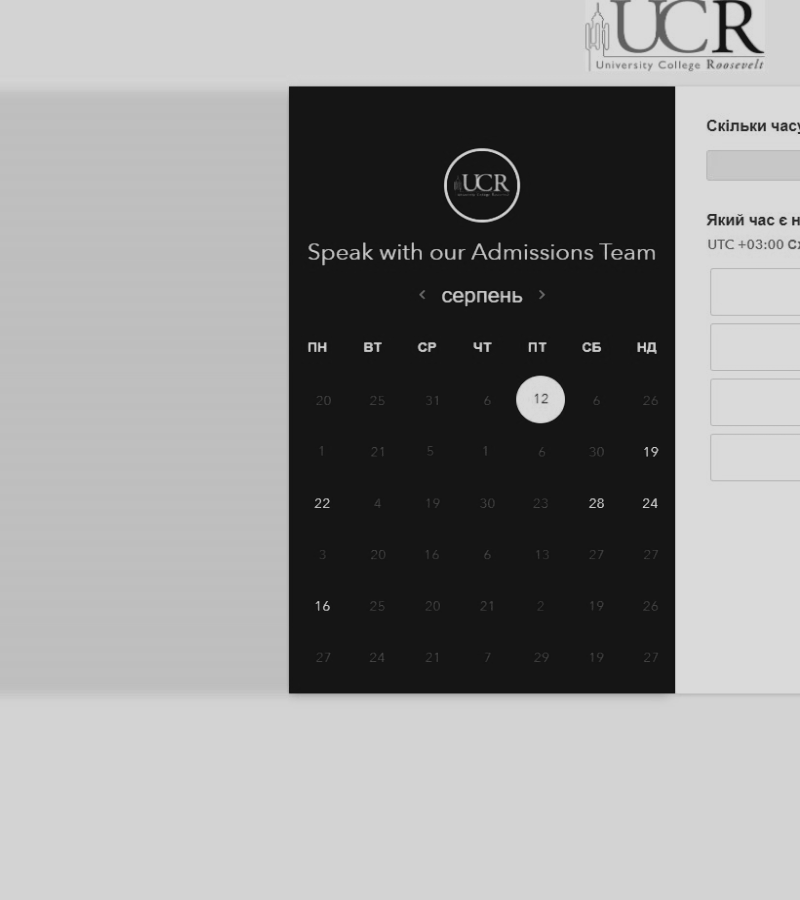 UCR
University College Roosevelt
UCR
Speak with our Admissions Team
‹ серпень ›
ПН ВТ СР ЧТ ПТ СБ НД
20 25 31 6 12 6 26
1 21 5 1 6 30 19
22 4 19 30 23 28 24
3 20 16 6 13 27 27
16 25 20 21 2 19 26
27 24 21 7 29 19 27
Скільки часу
Який час є н
UTC +03:00 Сх